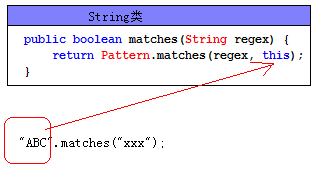 String类
public boolean matches(String regex) {
return Pattern.matches(regex, this);
}
"ABC".matches("xxx");